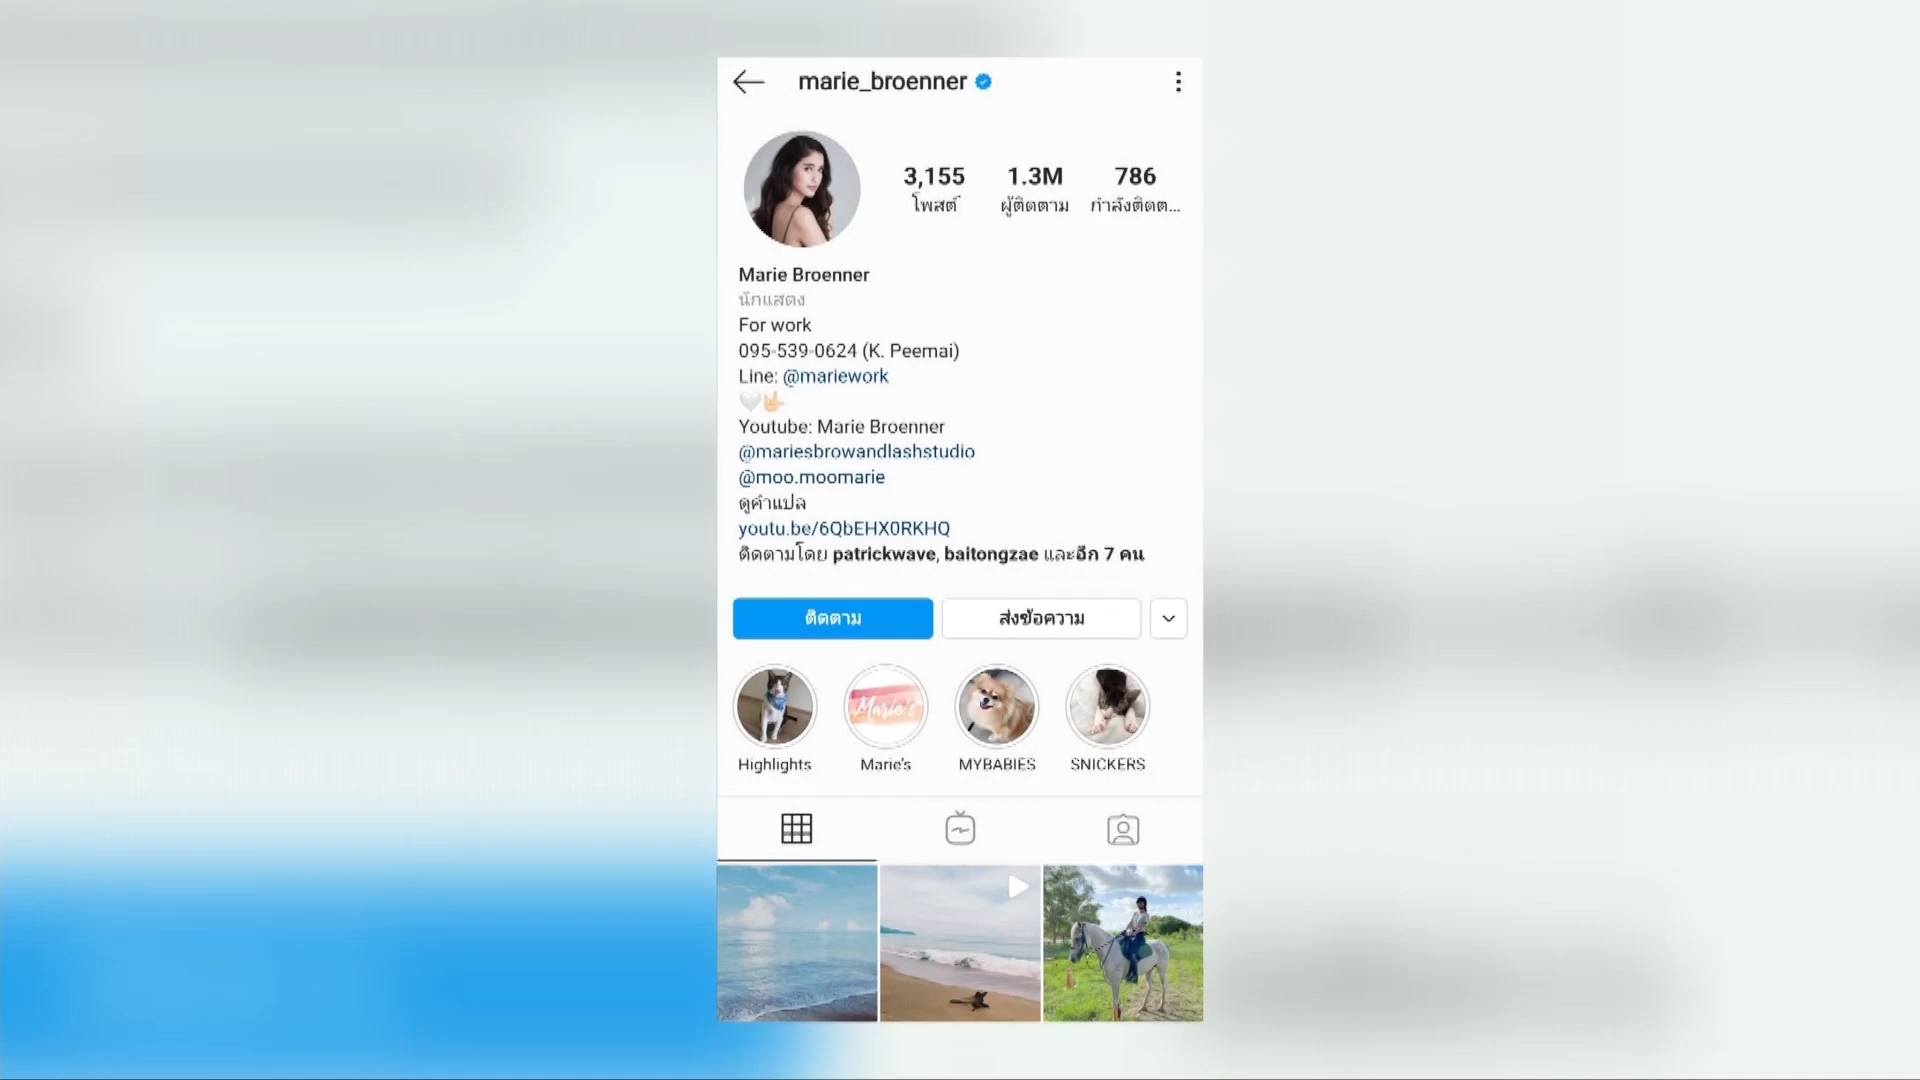 marie_broenner
3,155 1.3M 786
โพสต์ ผู้ติดตาม กำลังติดต...
Marie Broenner
นักแสดง
For work
095-539-0624 (K. Peemai)
Line: @mariework
🤍🤟🏻
Youtube: Marie Broenner
@mariesbrowandlashstudio
@moo.moomarie
ดูคำแปล
youtu.be/6QbEHX0RKHQ
ติดตามโดย patrickwave, baitongzae และอีก 7 คน
ติดตาม ส่งข้อความ
Marie's
Highlights Marie's MYBABIES SNICKERS